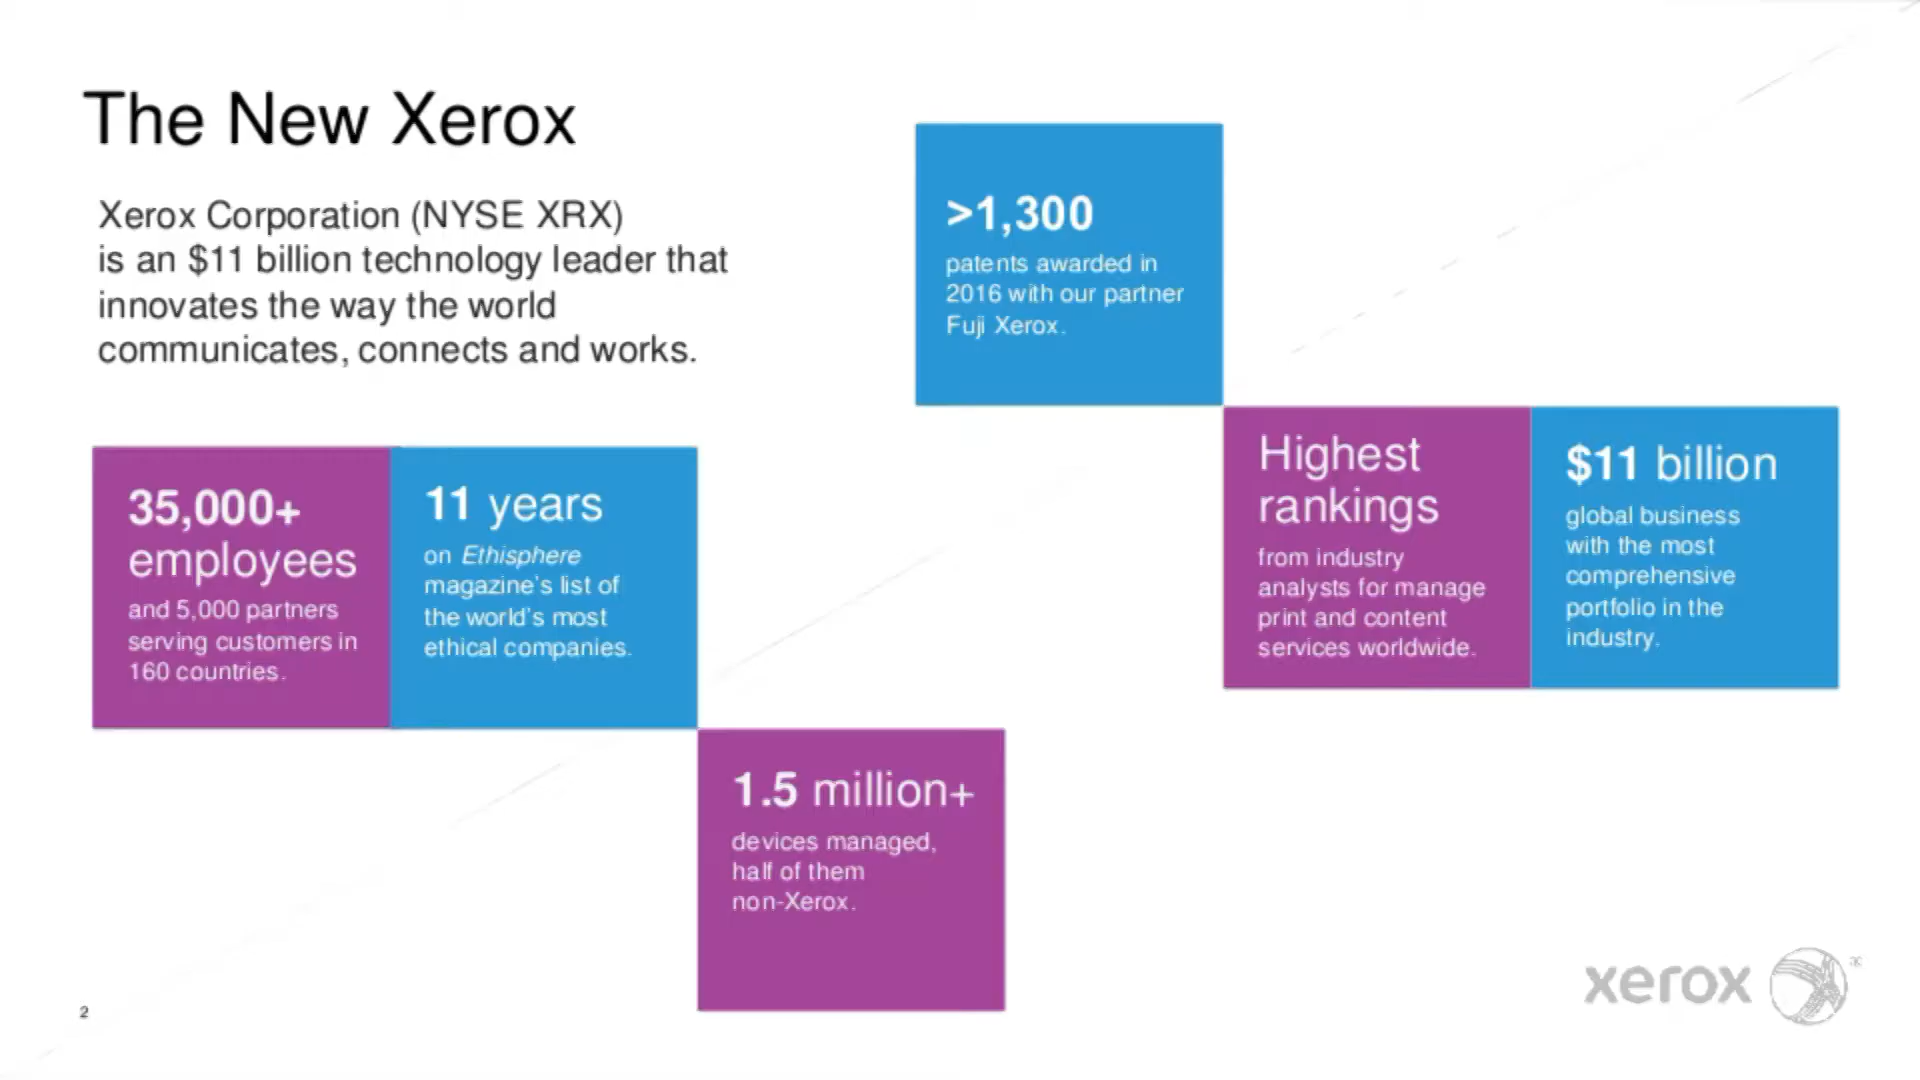 The New Xerox
Xerox Corporation (NYSE XRX)
is an $11 billion technology leader that
innovates the way the world
communicates, connects and works.
>1,300
patents awarded in
2016 with our partner
Fuji Xerox.
35,000+
employees
and 5,000 partners
serving customers in
160 countries.
11 years
on Ethisphere
magazine's list of
the world's most
ethical companies.
Highest
rankings
from industry
analysts for manage
print and content
services worldwide.
$11 billion
global business
with the most
comprehensive
portfolio in the
industry.
1.5 million+
devices managed,
half of them
non-Xerox.
xerox
2